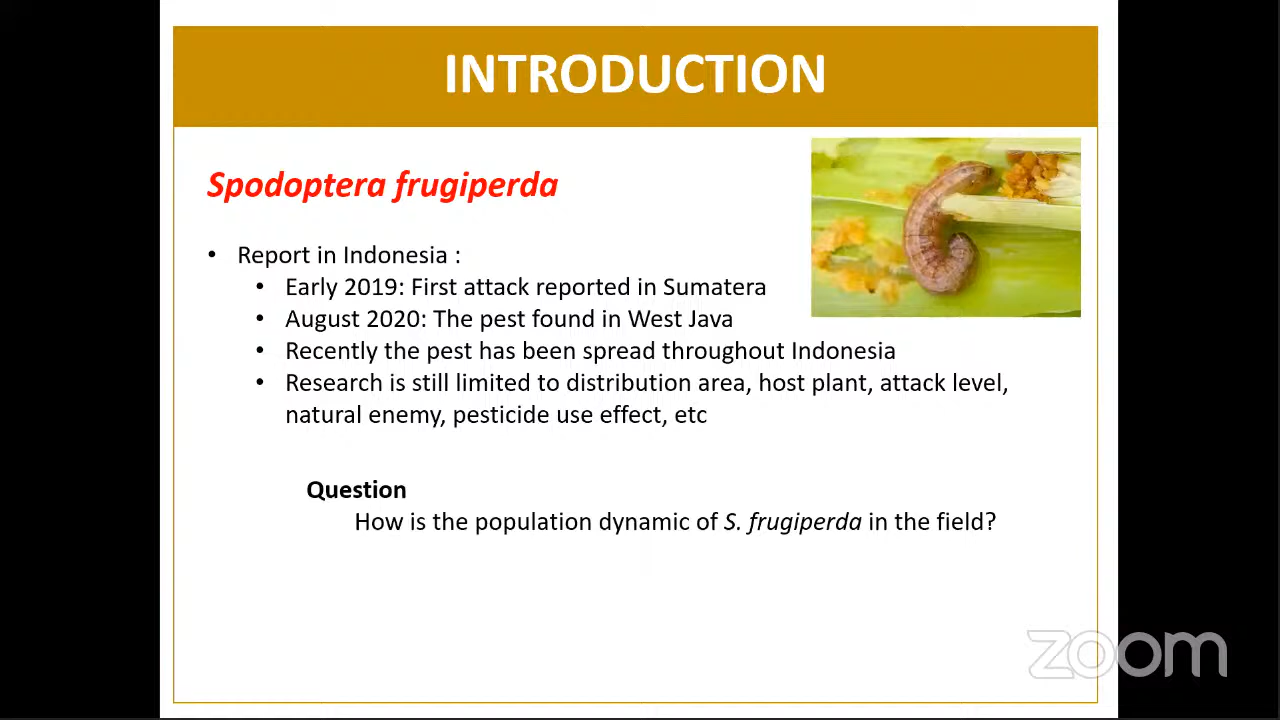 INTRODUCTION
Spodoptera frugiperda
• Report in Indonesia :
• Early 2019: First attack reported in Sumatera
• August 2020: The pest found in West Java
• Recently the pest has been spread throughout Indonesia
• Research is still limited to distribution area, host plant, attack level,
natural enemy, pesticide use effect, etc
Question
How is the population dynamic of S. frugiperda in the field?
zoom